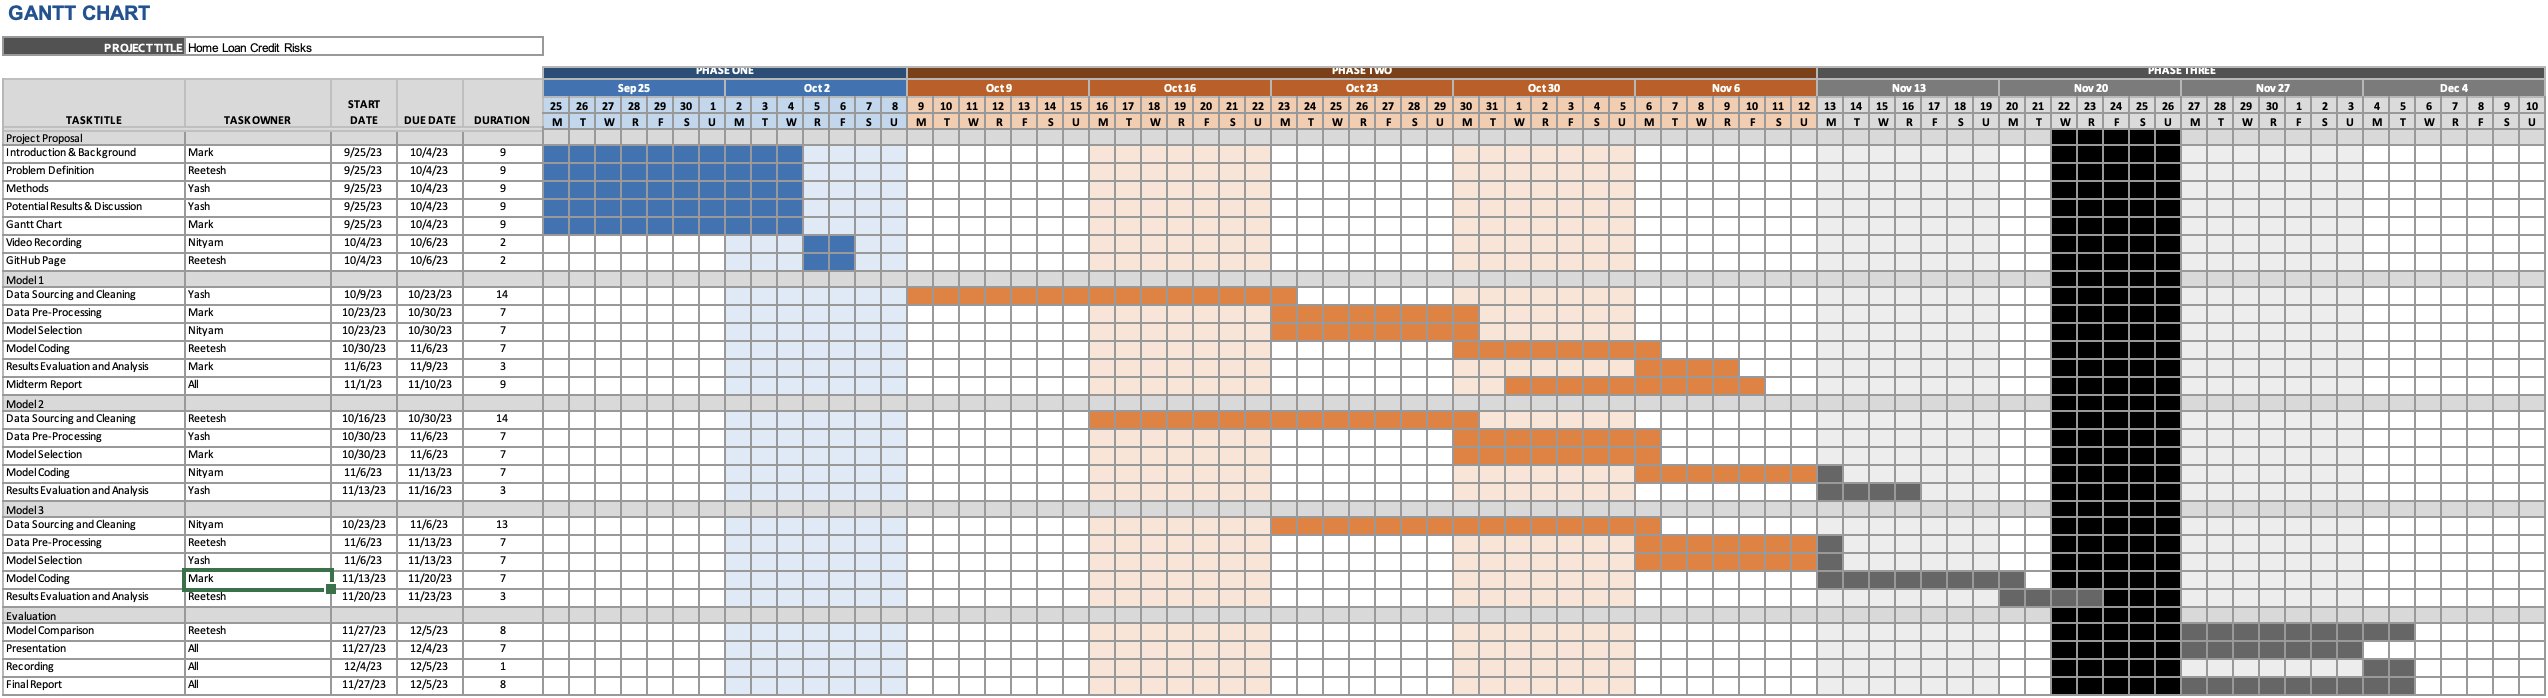 GANTT CHART
PROJECT TITLE Home Loan Credit Risks
PHASE ONE PHASE TWO PHASE THREE
Sep 25 Oct 2 Oct 9 Oct 16 Oct 23 Oct 30 Nov 6 Nov 13 Nov 20 Nov 27 Dec 4
START
25 26 27 28 29 30 1 2 3 4 5 6 7 8 9 10 11 12 13 14 15 16 17 18 19 20 21 22 23 24 25 26 27 28 29 30 31 1 2 3 4 5 6 7 8 9 10 11 12 13 14 15 16 17 18 19 20 21 22 23 24 25 26 27 28 29 30 1 2 3 4 5 6 7 8 9 10
TASK TITLE TASK OWNER DATE DUE DATE DURATION M T W R F S U M T W R F S U M T W R F S U M T W R F S U M T W R F S U M T W R F S U M T W R F S U M T W R F S U M T W R F S U M T W R F S U M T W R F S U
Project Proposal
Introduction & Background Mark 9/25/23 10/4/23 9
Problem Definition Reetesh 9/25/23 10/4/23 9
Methods Yash 9/25/23 10/4/23 9
Potential Results & Discussion Yash 9/25/23 10/4/23 9
Gantt Chart Mark 9/25/23 10/4/23 9
Video Recording Nityam 10/4/23 10/6/23 2
GitHub Page Reetesh 10/4/23 10/6/23 2
Model 1
Data Sourcing and Cleaning Yash 10/9/23 10/23/23 14
Data Pre-Processing Mark 10/23/23 10/30/23 7
Model Selection Nityam 10/23/23 10/30/23 7
Model Coding Reetesh 10/30/23 11/6/23 7
Results Evaluation and Analysis Mark 11/6/23 11/9/23 3
Midterm Report All 11/1/23 11/10/23 9
Model 2
Data Sourcing and Cleaning Reetesh 10/16/23 10/30/23 14
Data Pre-Processing Yash 10/30/23 11/6/23 7
Model Selection Mark 10/30/23 11/6/23 7
Model Coding Nityam 11/6/23 11/13/23 7
Results Evaluation and Analysis Yash 11/13/23 11/16/23 3
Model 3
Data Sourcing and Cleaning Nityam 10/23/23 11/6/23 13
Data Pre-Processing Reetesh 11/6/23 11/13/23 7
Model Selection Yash 11/6/23 11/13/23 7
Model Coding Mark 11/13/23 11/20/23 7
Results Evaluation and Analysis Reetesh 11/20/23 11/23/23 3
Evaluation
Model Comparison Reetesh 11/27/23 12/5/23 8
Presentation All 11/27/23 12/4/23 7
Recording All 12/4/23 12/5/23 1
Final Report All 11/27/23 12/5/23 8